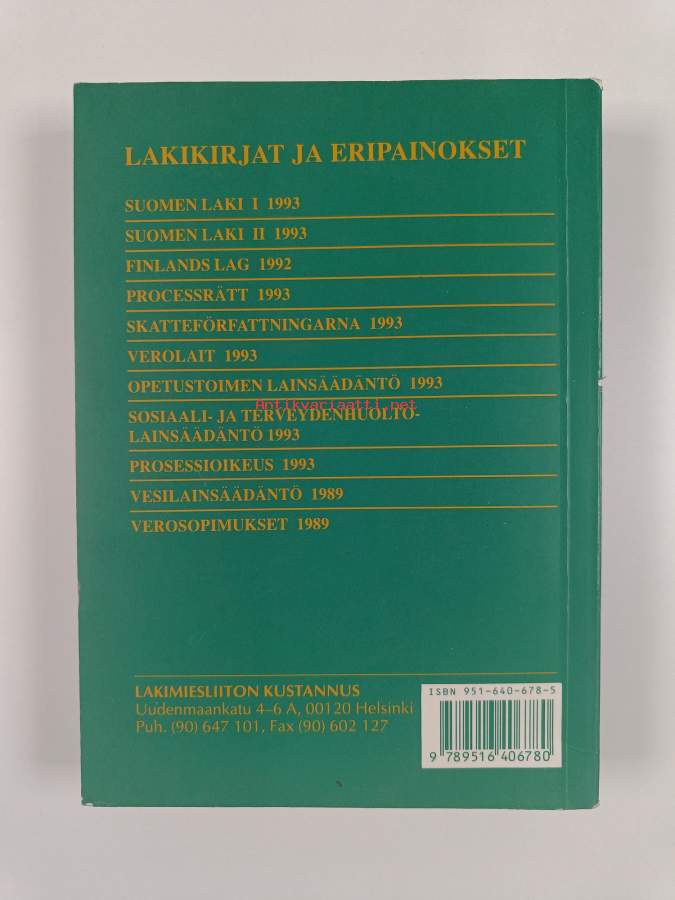 LAKIKIRJAT JA ERIPAINOKSET
SUOMEN LAKI I 1993
SUOMEN LAKI II 1993
FINLANDS LAG 1992
PROCESSRÄTT 1993
SKATTEFÖRFATTNINGARNA 1993
VEROLAIT 1993
OPETUSTOIMEN LAINSÄÄDÄNTÖ 1993
Antikvariaatti.net
SOSIAALI- JA TERVEYDENHUOLTO-
LAINSÄÄDÄNTÖ 1993
PROSESSIOIKEUS 1993
VESILAINSÄÄDÄNTÖ 1989
VEROSOPIMUKSET 1989
LAKIMIESLIITON KUSTANNUS
Uudenmaankatu 4–6 A, 00120 Helsinki
Puh. (90) 647 101, Fax (90) 602 127
ISBN 951-640-678-5
9 789516 406780